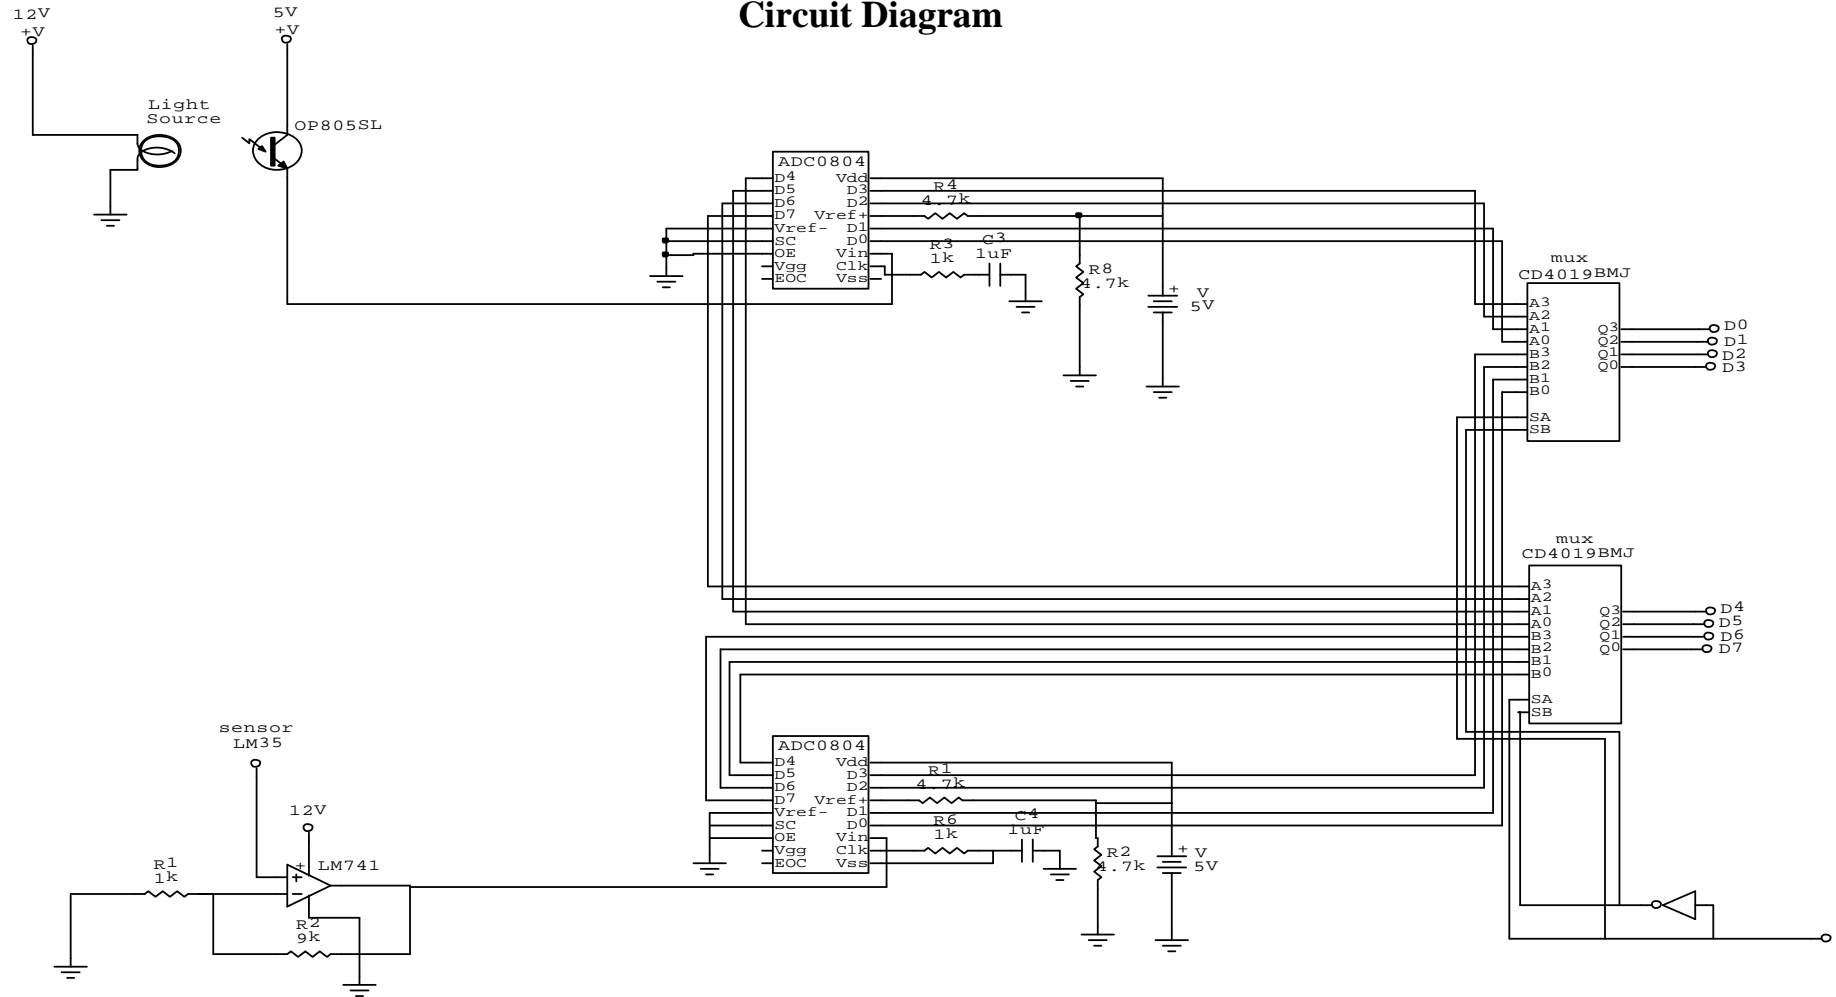 Circuit Diagram
12V
+V
5V
+V
Light
Source
OP805SL
ADC0804
D4 Vdd
D5 D3
D6 D2
D7 Vref+
Vref- D1
SC D0
OE Vin
Vgg Clk
EOC Vss
R4
4.7k
R3
1k
C3
1uF
R8
4.7k
+ V
5V
mux
CD4019BMJ
A3
A2
A1
A0
B3
B2
B1
B0
SA
SB
Q3
Q2
Q1
Q0
D0
D1
D2
D3
mux
CD4019BMJ
A3
A2
A1
A0
B3
B2
B1
B0
SA
SB
Q3
Q2
Q1
Q0
D4
D5
D6
D7
sensor
LM35
12V
LM741
+
+
−
R1
1k
R2
9k
ADC0804
D4 Vdd
D5 D3
D6 D2
D7 Vref+
Vref- D1
SC D0
OE Vin
Vgg Clk
EOC Vss
R1
4.7k
R6
1k
C4
1uF
R2
4.7k
+ V
5V